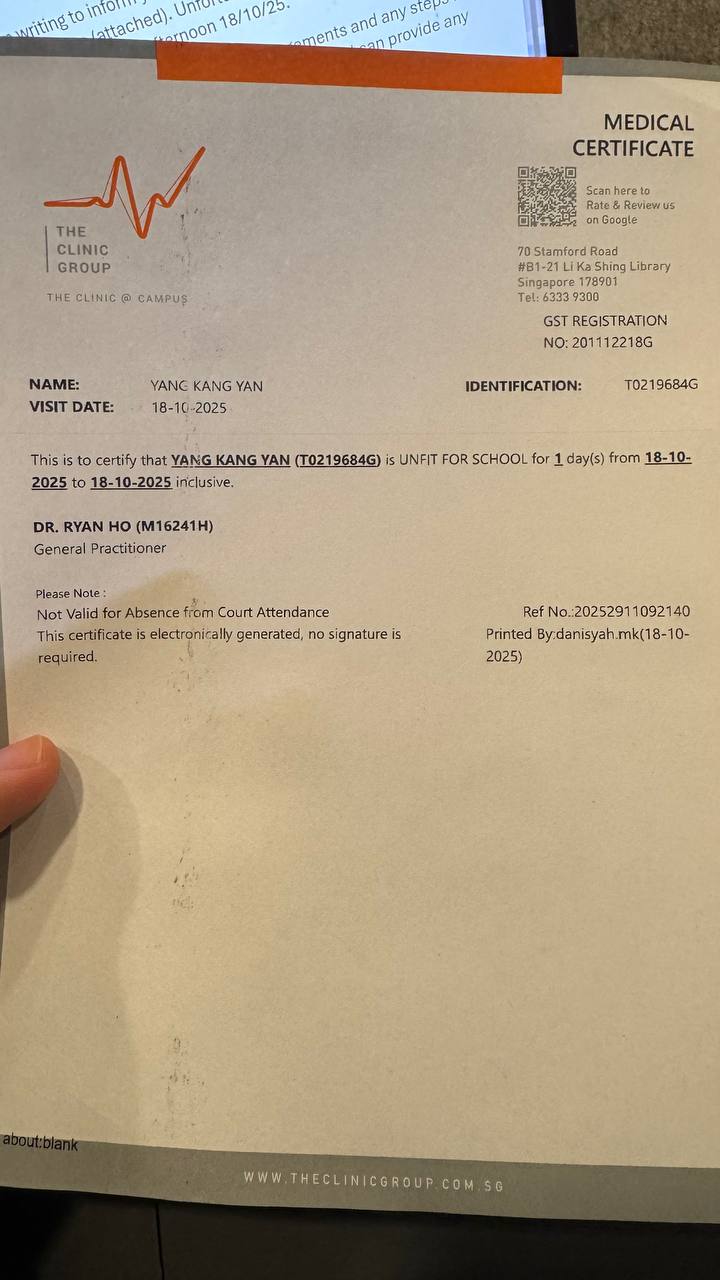 writing to inform
(attached). Unfort
ernoon 18/10/25.
ements and any steps
can provide any
MEDICAL
CERTIFICATE
Scan here to
Rate & Review us
on Google
THE
CLINIC
GROUP
THE CLINIC @ CAMPUS
70 Stamford Road
#B1-21 Li Ka Shing Library
Singapore 178901
Tel: 6333 9300
GST REGISTRATION
NO: 201112218G
NAME: YANG KANG YAN IDENTIFICATION: T0219684G
VISIT DATE: 18-10-2025
This is to certify that YANG KANG YAN (T0219684G) is UNFIT FOR SCHOOL for 1 day(s) from 18-10-
2025 to 18-10-2025 inclusive.
DR. RYAN HO (M16241H)
General Practitioner
Please Note :
Not Valid for Absence from Court Attendance Ref No.:20252911092140
This certificate is electronically generated, no signature is Printed By:danisyah.mk(18-10-
required. 2025)
about:blank
WWW.THECLINICGROUP.COM.SG